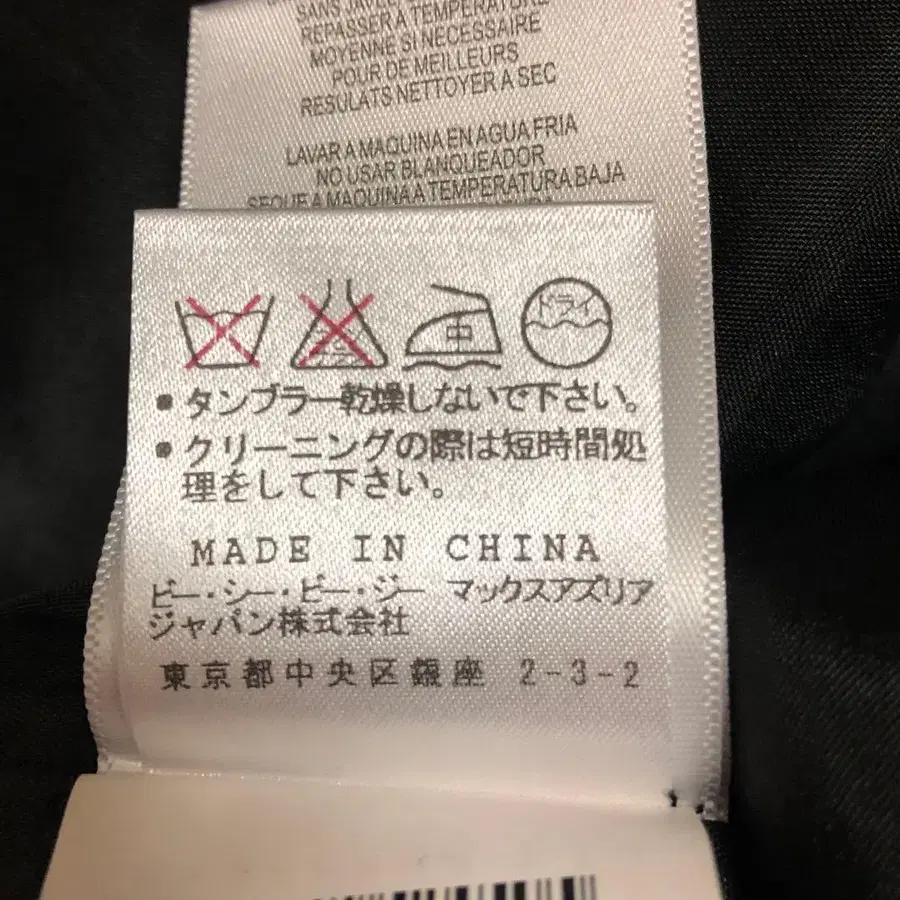 SANS JAVEL
REPASSER A TEMPERATURE
MOYENNE SI NECESSAIRE
POUR DE MEILLEURS
RESULATS NETTOYER A SEC
LAVAR A MAQUINA EN AGUA FRIA
NO USAR BLANQUEADOR
SEQUE A MAQUINA A TEMPERATURA BAJA
中 ドライ
・タンブラー乾燥しないで下さい。
・クリーニングの際は短時間処
理をして下さい。
MADE IN CHINA
ビー・シー・ビー・ジー マックスアズリア
ジャパン株式会社
東京都中央区銀座 2-3-2